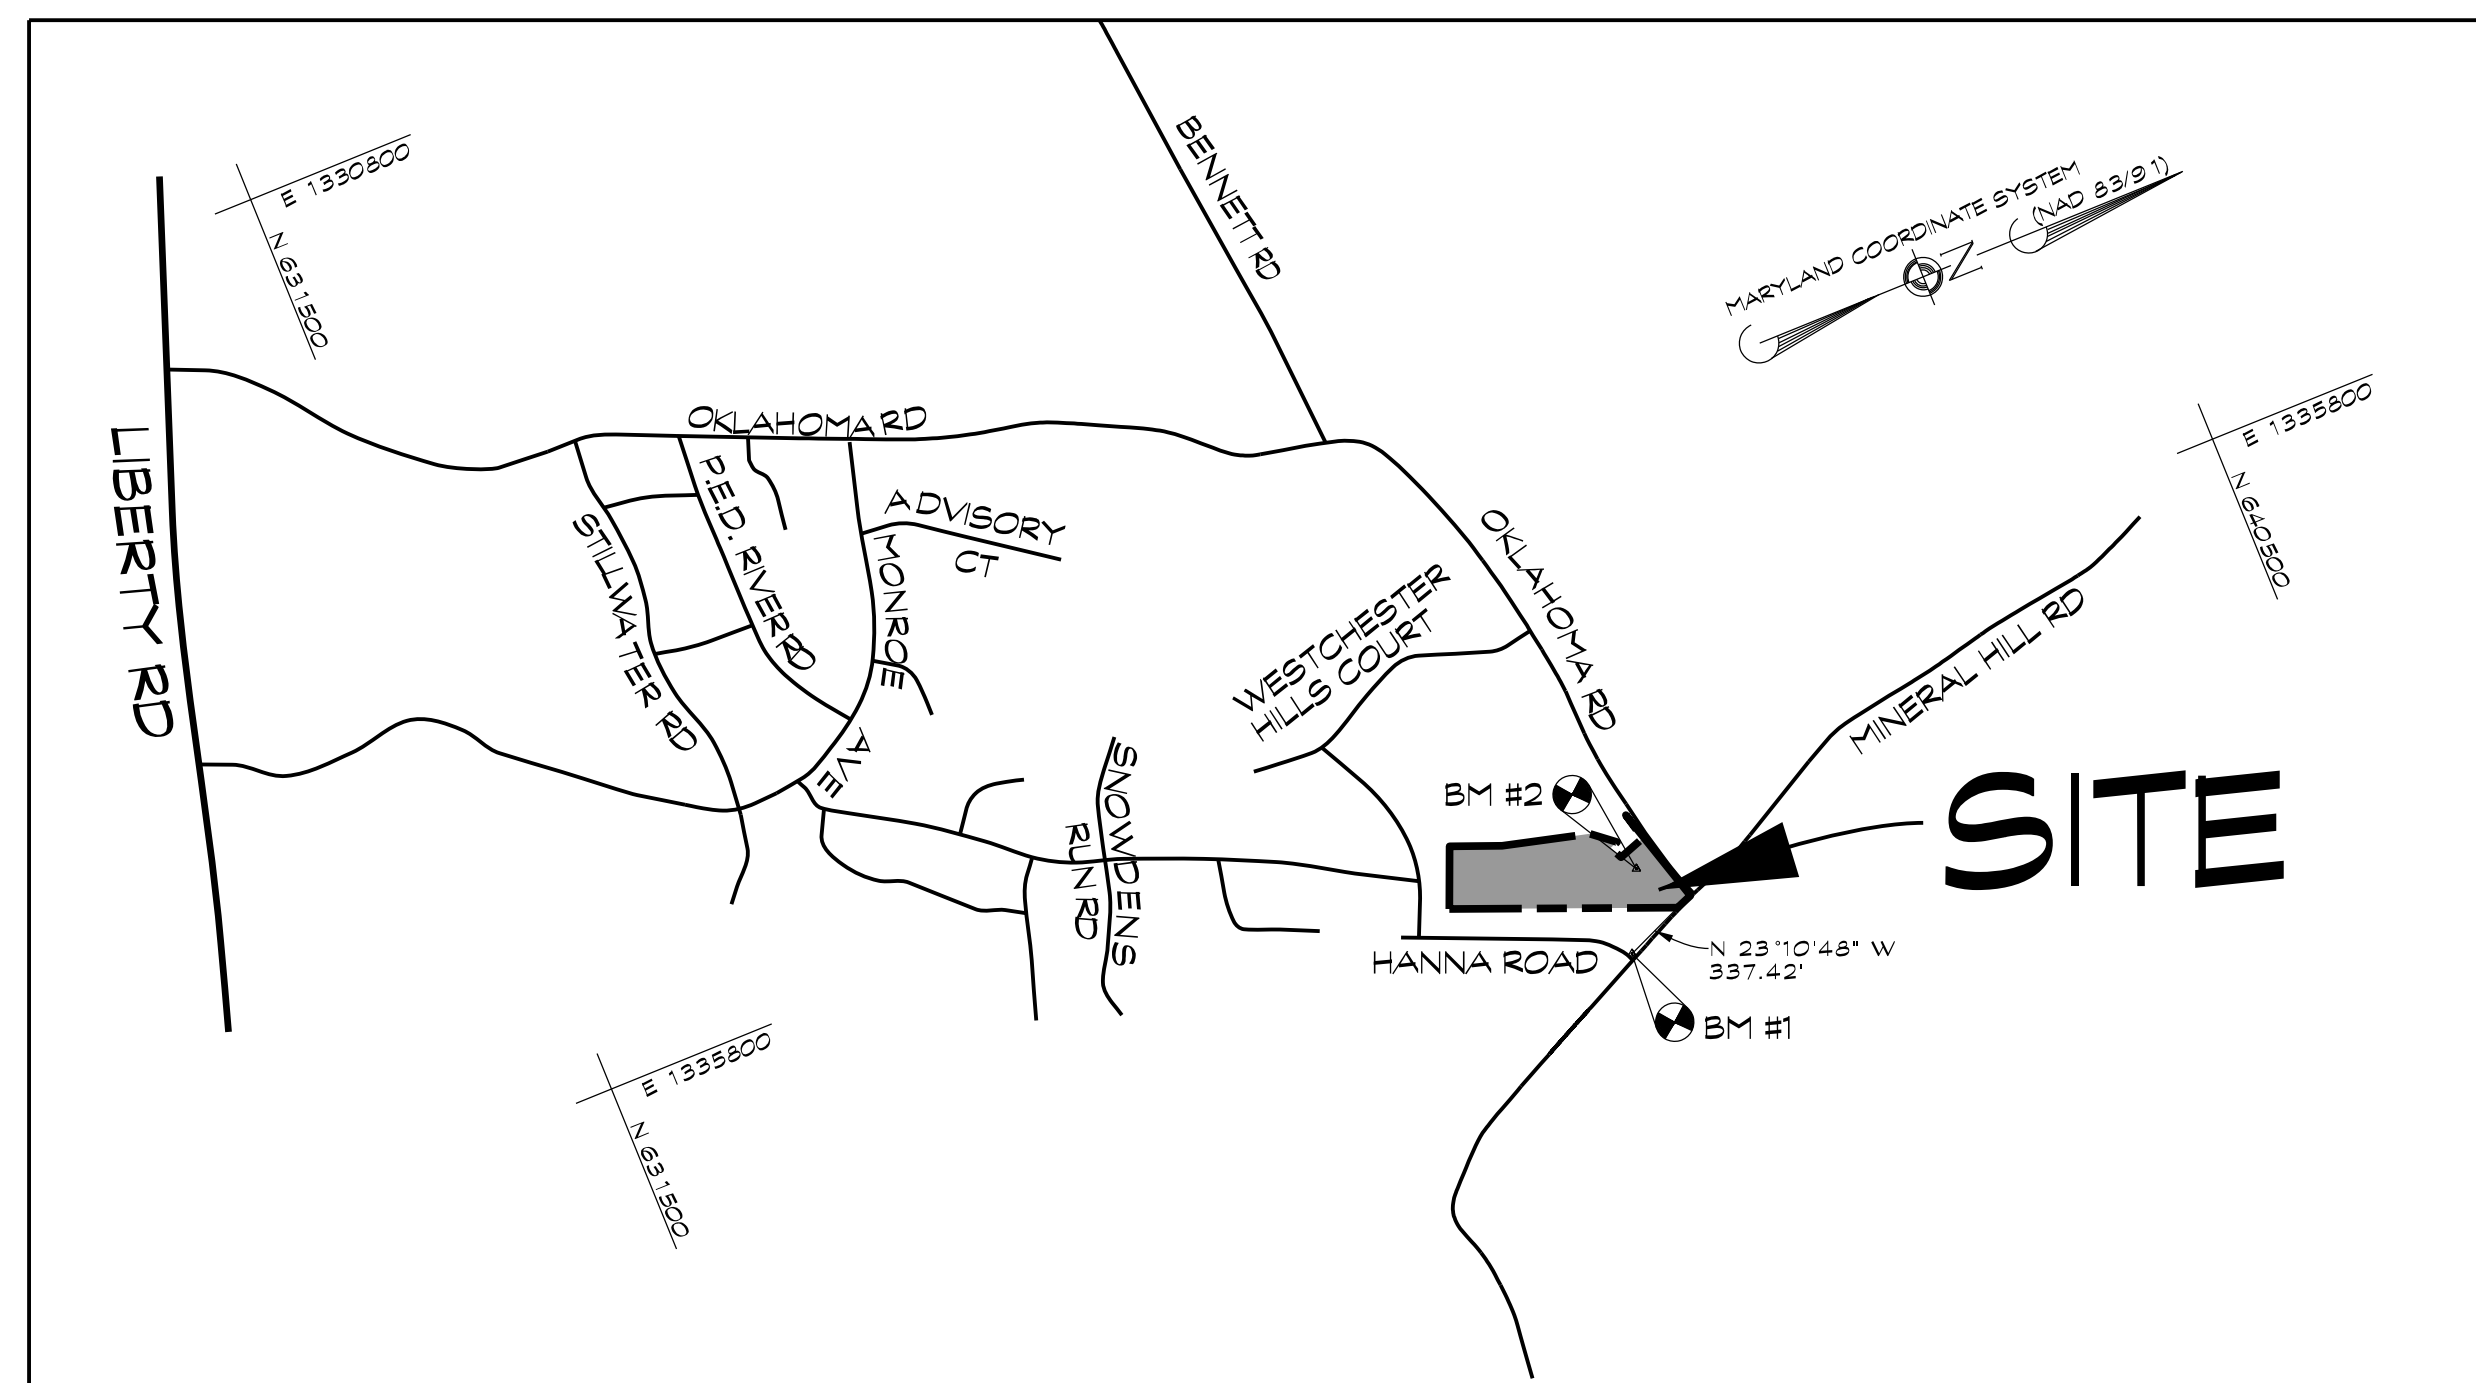 BENNETT RD
MARYLAND COORDINATE SYSTEM
(NAD 83/91)
N
E 1330800
N 631500
E 1335800
N 640500
LIBERTY RD
OKLAHOMA RD
P.E.D. RIVER RD
STILLWATER RD
ADVISORY
CT
MONROE
AVE
OKLAHOMA RD
WESTCHESTER
HILLS COURT
MINERAL HILL RD
SNOWDENS
RUN RD
BM #2
SITE
HANNA ROAD
N 23°10'48" W
337.42'
BM #1
E 1335800
N 631500